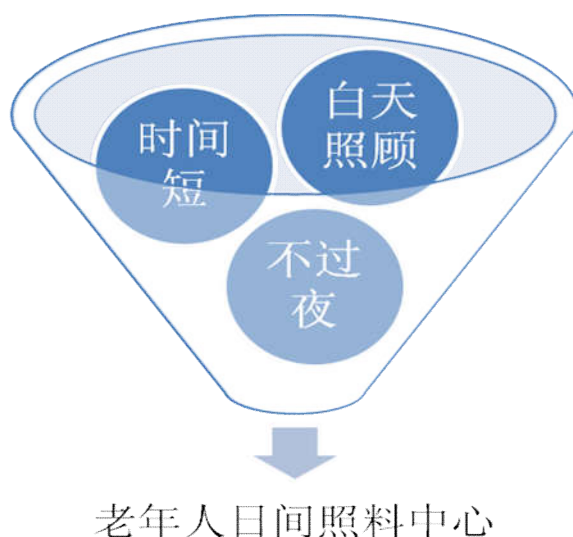 时间
短
白天
照顾
不过
夜
老年人日间照料中心